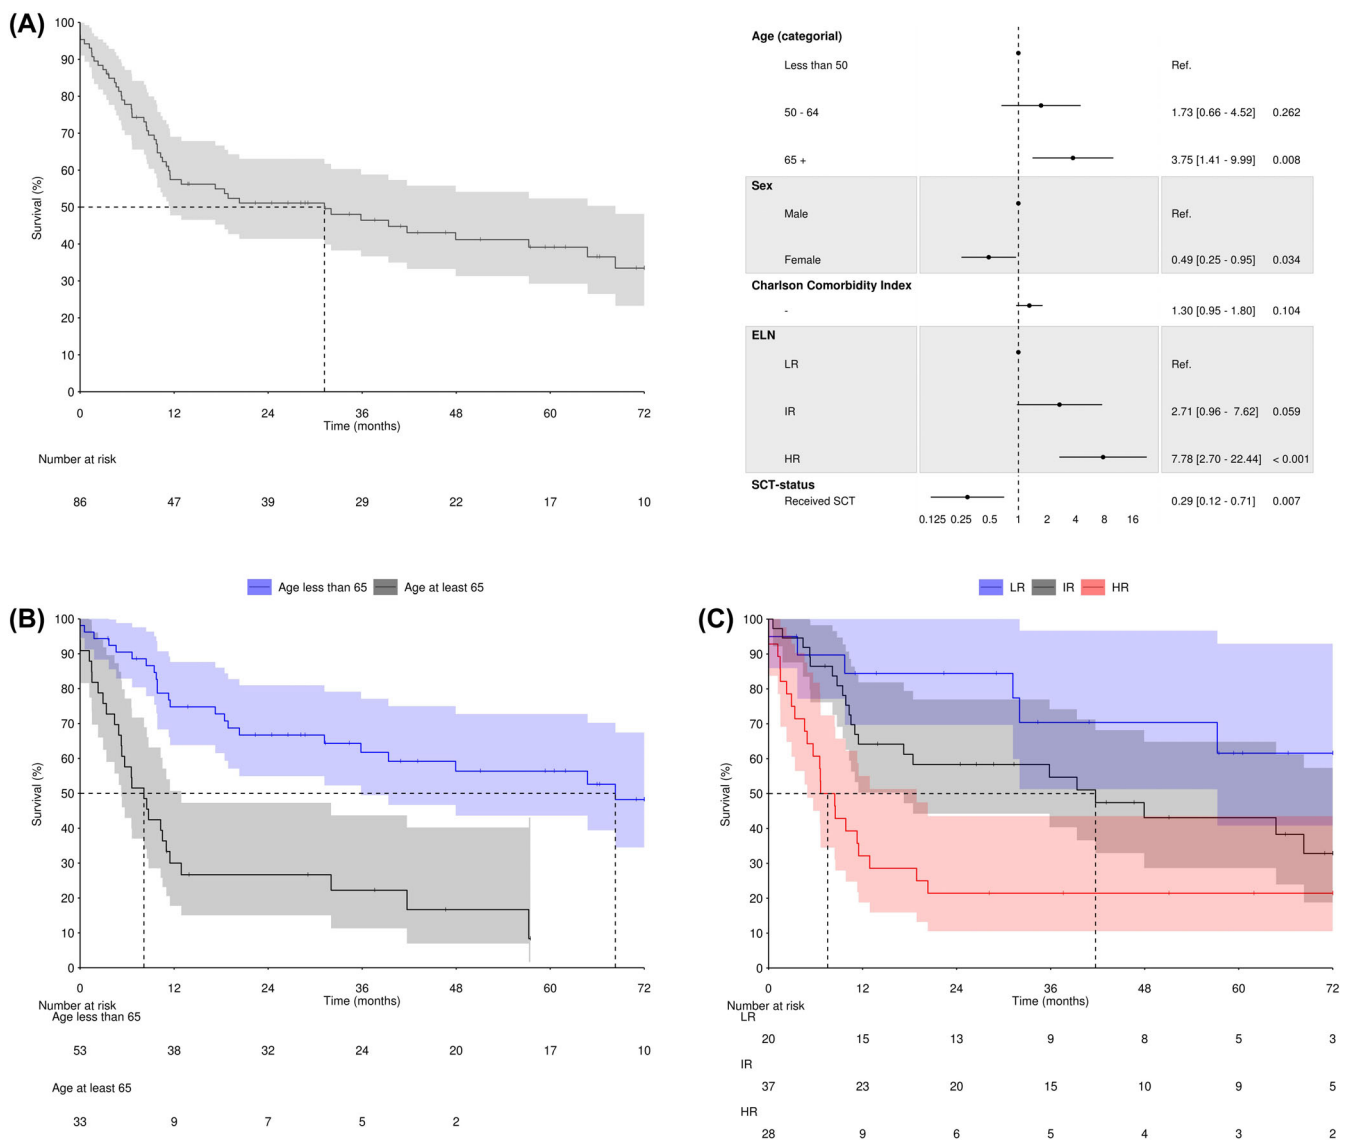 (A)
100
90
80
70
60
50
40
30
20
10
0
Survival (%)
0 12 24 36 48 60 72
Time (months)
Number at risk
86 47 39 29 22 17 10
Age (categorial)
Less than 50 Ref.
50 - 64 1.73 [0.66 - 4.52] 0.262
65 + 3.75 [1.41 - 9.99] 0.008
Sex
Male Ref.
Female 0.49 [0.25 - 0.95] 0.034
Charlson Comorbidity Index
- 1.30 [0.95 - 1.80] 0.104
ELN
LR Ref.
IR 2.71 [0.96 - 7.62] 0.059
HR 7.78 [2.70 - 22.44] < 0.001
SCT-status
Received SCT 0.29 [0.12 - 0.71] 0.007
0.125 0.25 0.5 1 2 4 8 16
Age less than 65 Age at least 65
(B)
100
90
80
70
60
50
40
30
20
10
0
Survival (%)
0 12 24 36 48 60 72
Time (months)
Number at risk
Age less than 65
53 38 32 24 20 17 10
Age at least 65
33 9 7 5 2
LR IR HR
(C)
100
90
80
70
60
50
40
30
20
10
0
Survival (%)
0 12 24 36 48 60 72
Time (months)
Number at risk
LR
20 15 13 9 8 5 3
IR
37 23 20 15 10 9 5
HR
28 9 6 5 4 3 2